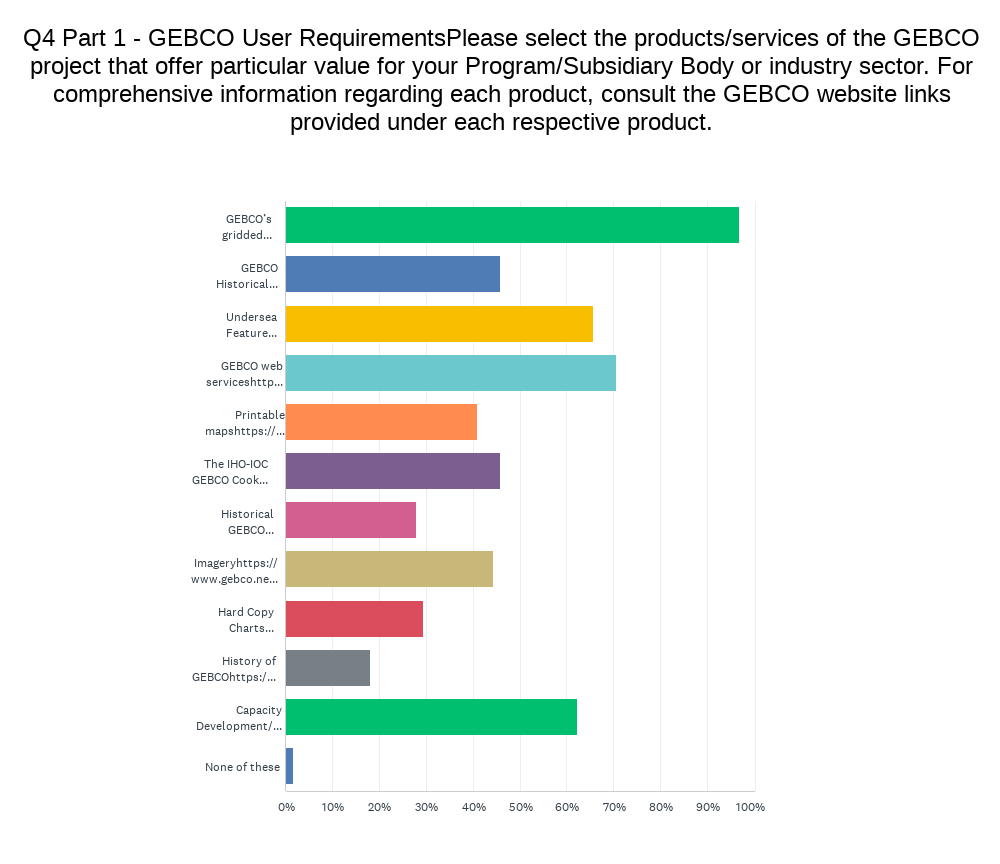 Q4 Part 1 - GEBCO User RequirementsPlease select the products/services of the GEBCO
project that offer particular value for your Program/Subsidiary Body or industry sector. For
comprehensive information regarding each product, consult the GEBCO website links
provided under each respective product.
GEBCO's
gridded...
GEBCO
Historical...
Undersea
Feature...
GEBCO web
serviceshttp...
Printable
mapshttps://...
The IHO-IOC
GEBCO Cook...
Historical
GEBCO...
Imageryhttps://
www.gebco.ne...
Hard Copy
Charts...
History of
GEBCOhttps:/...
Capacity
Development/...
None of these
0% 10% 20% 30% 40% 50% 60% 70% 80% 90% 100%